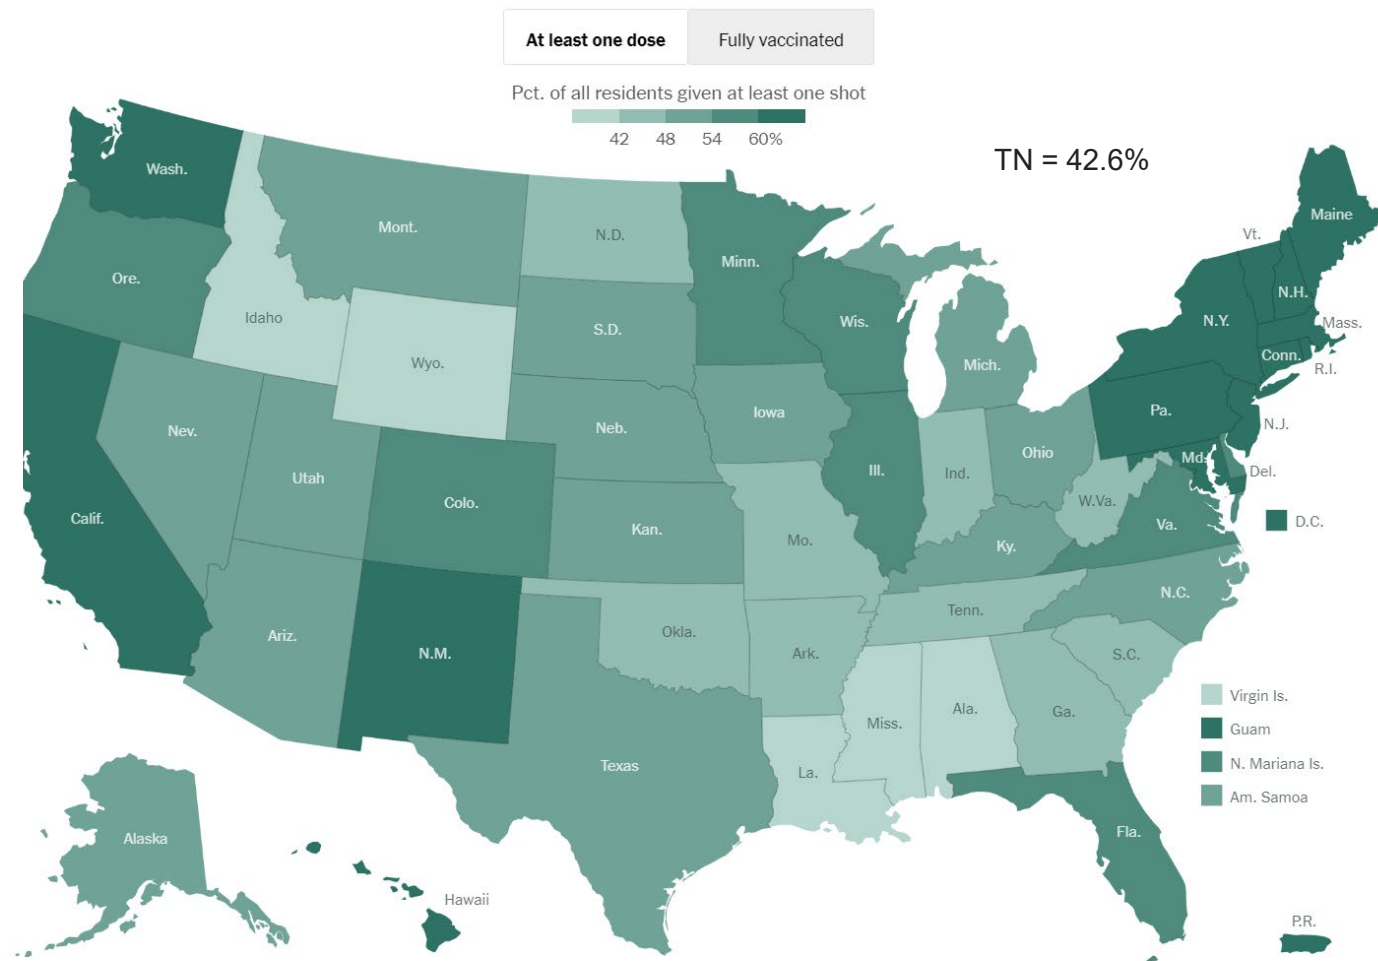 At least one dose
Fully vaccinated
Pct. of all residents given at least one shot
42 48 54 60%
TN = 42.6%
Wash.
Maine
Vt.
Mont.
N.D.
Minn.
Ore.
N.H.
Idaho
S.D.
Wis.
N.Y.
Mass.
Wyo.
Mich.
Conn.
R.I.
Nev.
Neb.
Iowa
Pa.
N.J.
Utah
Colo.
Ill.
Ind.
Ohio
Md.
Del.
Calif.
Kan.
Mo.
W.Va.
Va.
D.C.
Ky.
Ariz.
N.M.
Okla.
Ark.
Tenn.
N.C.
S.C.
Texas
La.
Miss.
Ala.
Ga.
Virgin Is.
Guam
N. Mariana Is.
Am. Samoa
Alaska
Hawaii
Fla.
P.R.